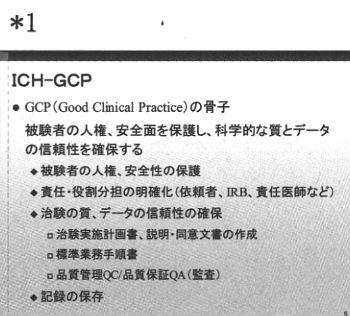 *1
ICH-GCP
● GCP(Good Clinical Practice)の骨子
被験者の人権、安全面を保護し、科学的な質とデータ
の信頼性を確保する
◆被験者の人権、安全性の保護
◆責任・役割分担の明確化(依頼者、IRB、責任医師など)
◆治験の質、データの信頼性の確保
□治験実施計画書、説明・同意文書の作成
□標準業務手順書
□品質管理QC/品質保証QA(監査)
◆記録の保存